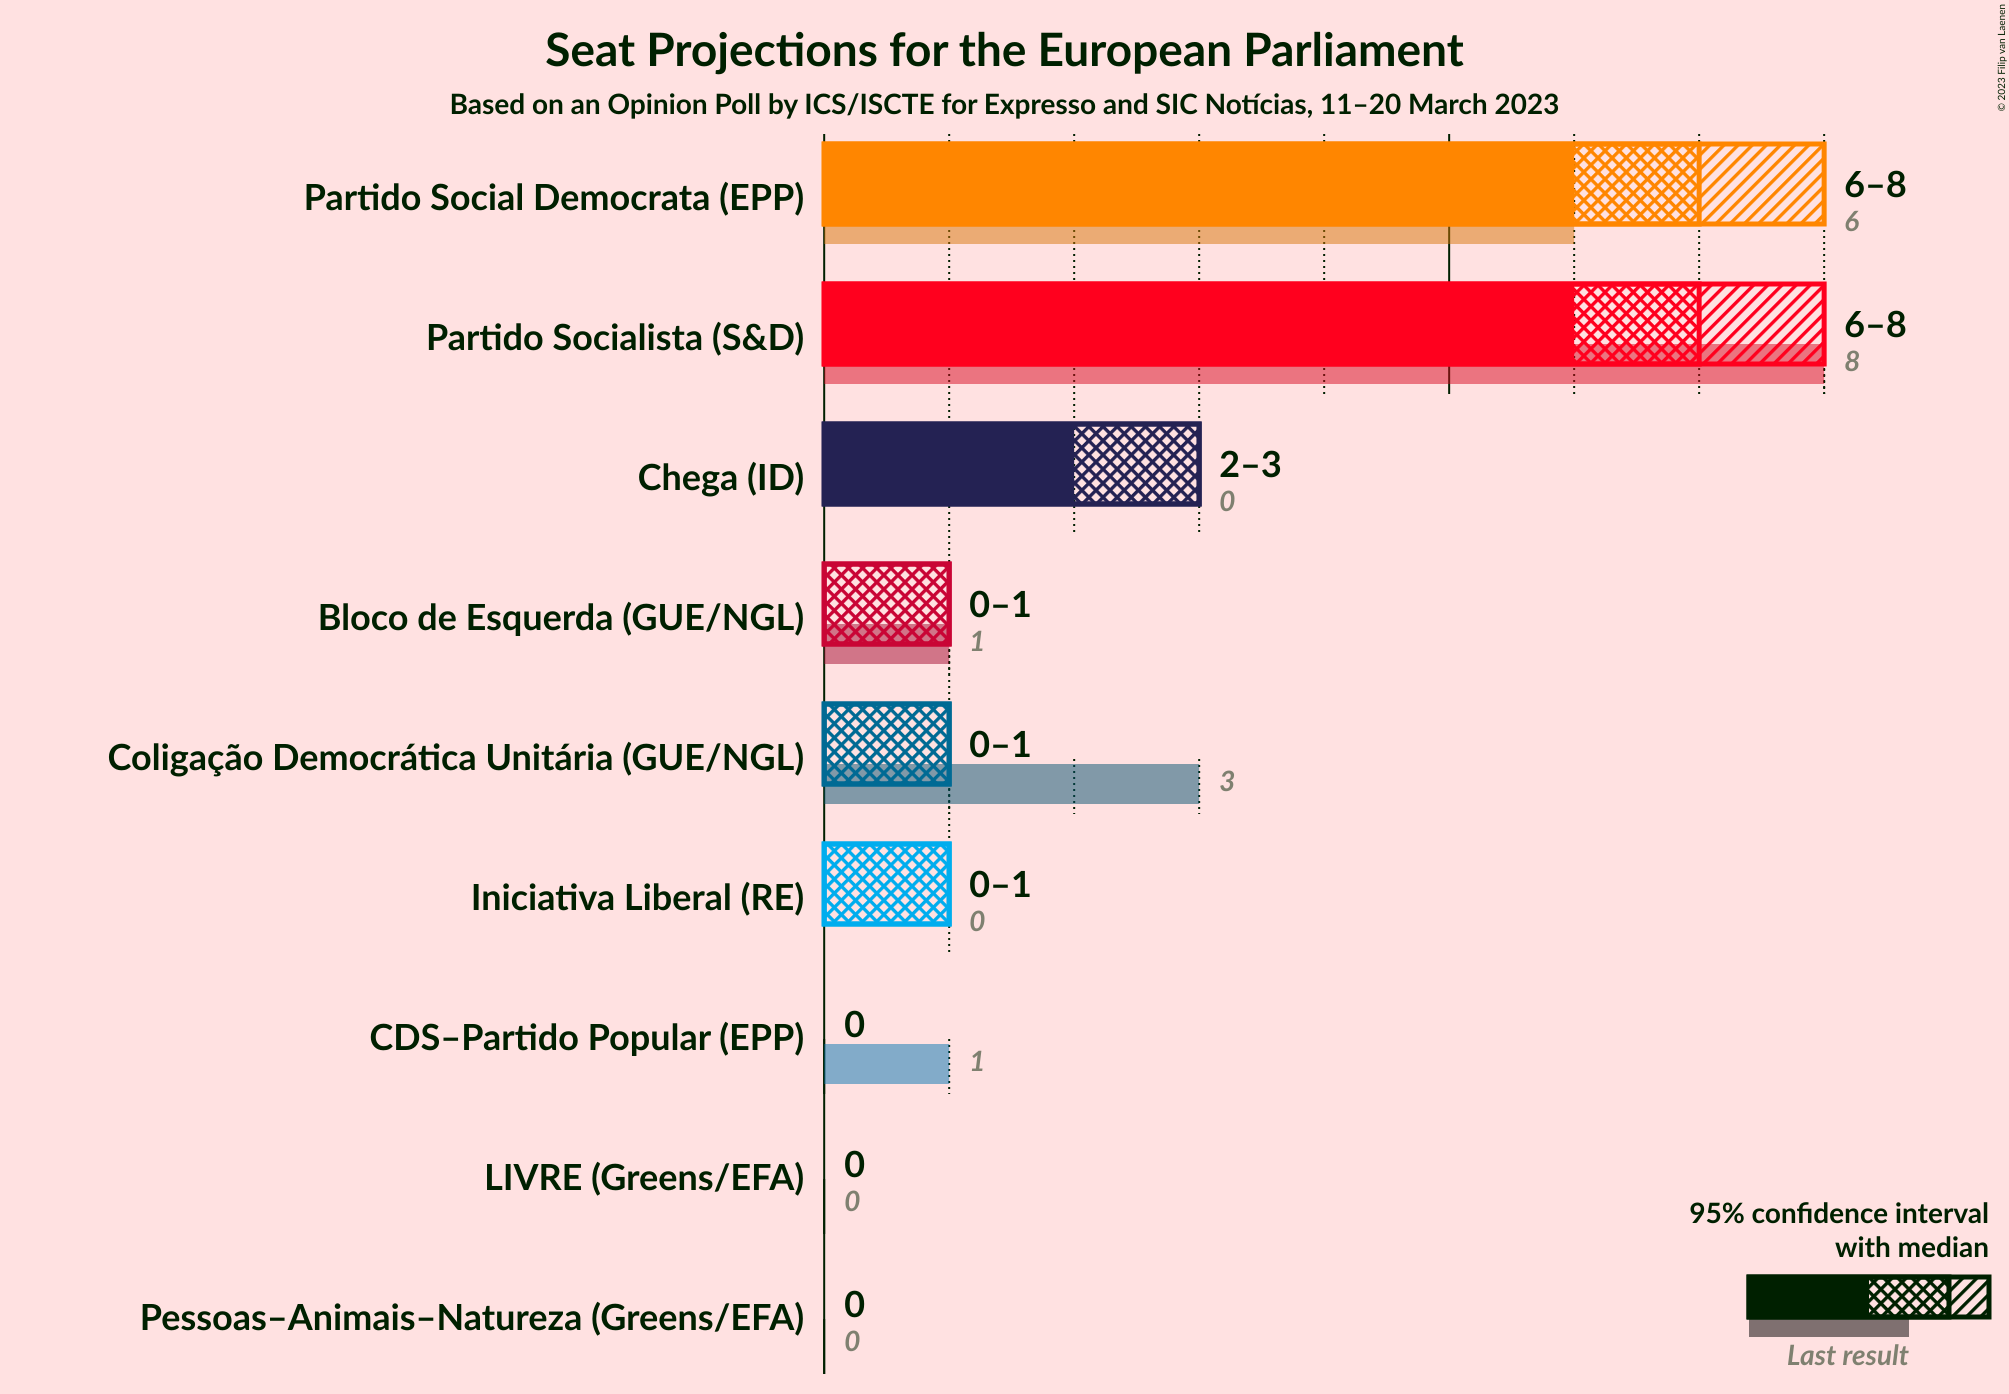 Seat Projections for the European Parliament
Based on an Opinion Poll by ICS/ISCTE for Expresso and SIC Notícias, 11–20 March 2023
© 2023 Filip van Laenen
Partido Social Democrata (EPP)
6–8
6
Partido Socialista (S&D)
6–8
8
Chega (ID)
2–3
0
Bloco de Esquerda (GUE/NGL)
0–1
1
Coligação Democrática Unitária (GUE/NGL)
0–1
3
Iniciativa Liberal (RE)
0–1
0
CDS–Partido Popular (EPP)
0
1
LIVRE (Greens/EFA)
0
0
Pessoas–Animais–Natureza (Greens/EFA)
0
0
95% confidence interval
with median
Last result